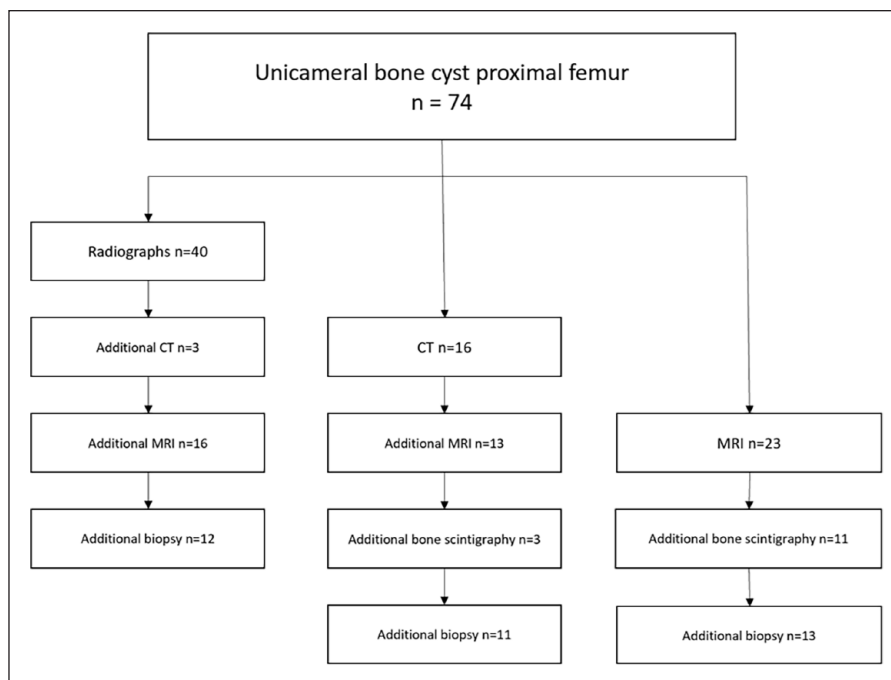 Unicameral bone cyst proximal femur
n = 74
Radiographs n=40
Additional CT n=3
CT n=16
Additional MRI n=16
Additional MRI n=13
MRI n=23
Additional biopsy n=12
Additional bone scintigraphy n=3
Additional bone scintigraphy n=11
Additional biopsy n=11
Additional biopsy n=13